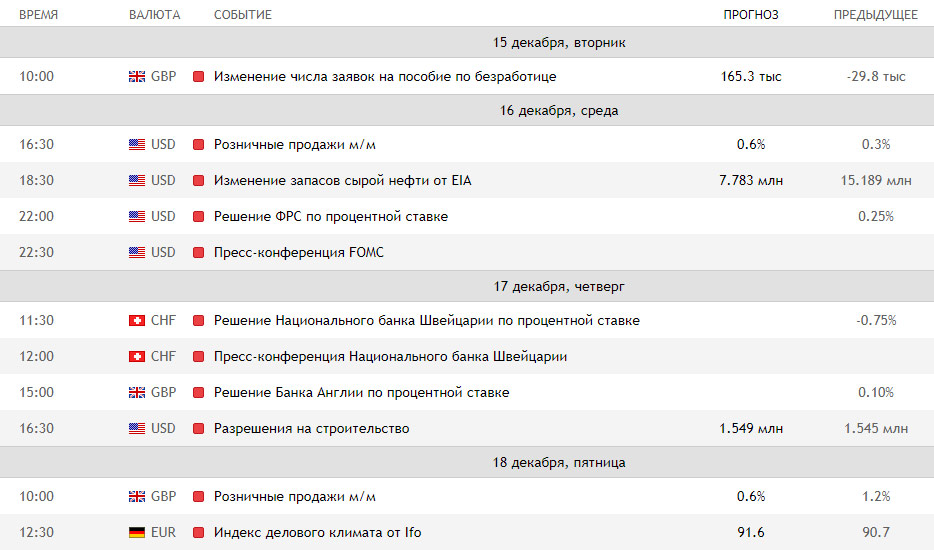 ВРЕМЯ ВАЛЮТА СОБЫТИЕ ПРОГНОЗ ПРЕДЫДУЩЕЕ
15 декабря, вторник
10:00 GBP Изменение числа заявок на пособие по безработице 165.3 тыс -29.8 тыс
16 декабря, среда
16:30 USD Розничные продажи м/м 0.6% 0.3%
18:30 USD Изменение запасов сырой нефти от EIA 7.783 млн 15.189 млн
22:00 USD Решение ФРС по процентной ставке 0.25%
22:30 USD Пресс-конференция FOMC
17 декабря, четверг
11:30 CHF Решение Национального банка Швейцарии по процентной ставке -0.75%
12:00 CHF Пресс-конференция Национального банка Швейцарии
15:00 GBP Решение Банка Англии по процентной ставке 0.10%
16:30 USD Разрешения на строительство 1.549 млн 1.545 млн
18 декабря, пятница
10:00 GBP Розничные продажи м/м 0.6% 1.2%
12:30 EUR Индекс делового климата от Ifo 91.6 90.7